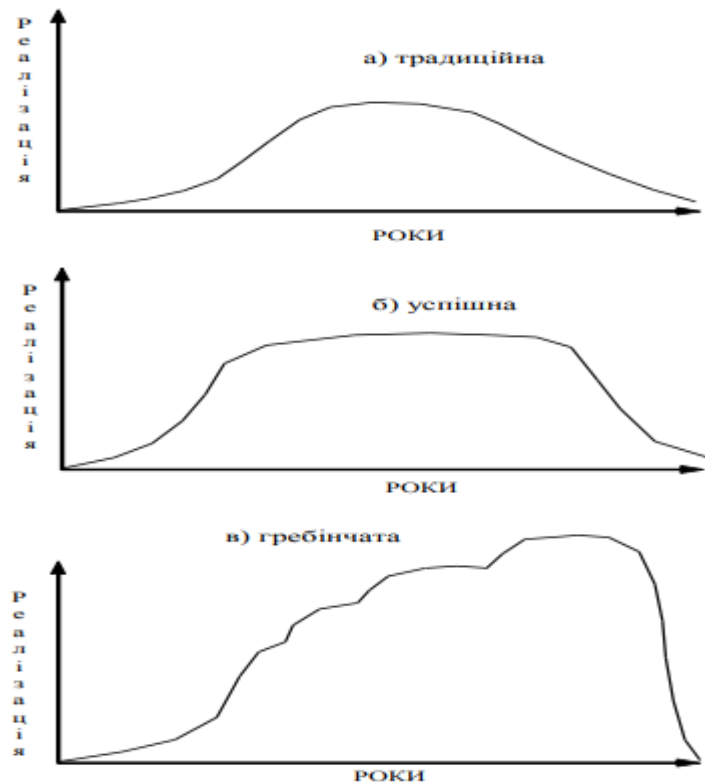 Реалізація
а) традиційна
РОКИ
Реалізація
б) успішна
РОКИ
в) гребінчата
Реалізація
РОКИ